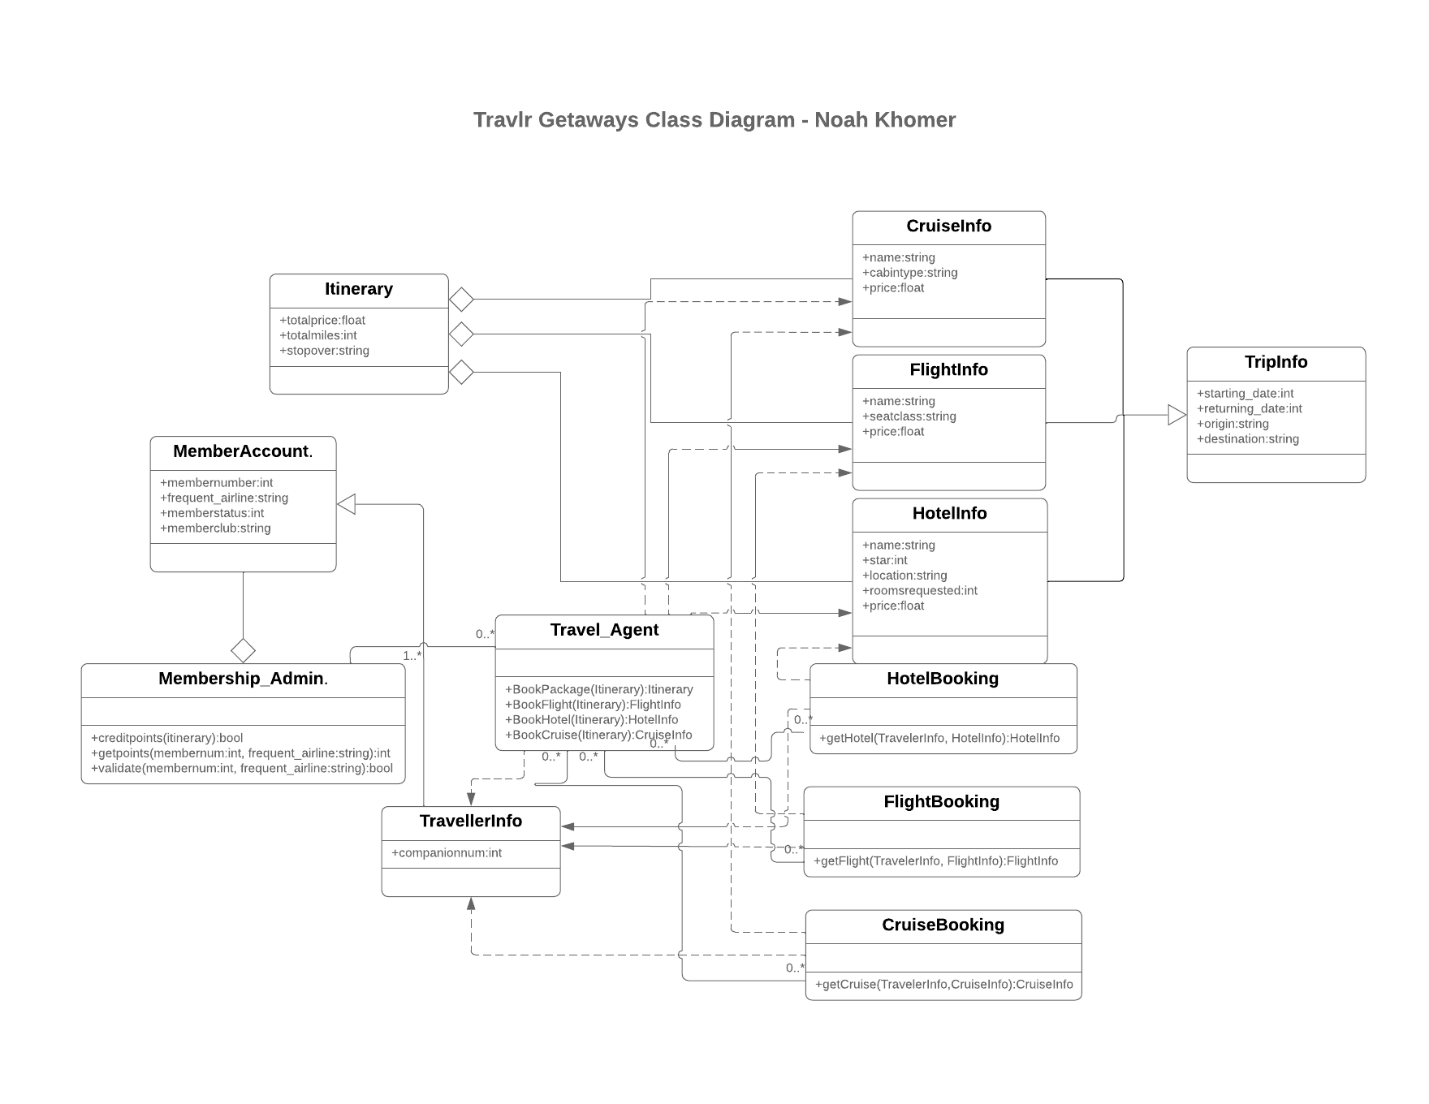 Travlr Getaways Class Diagram - Noah Khomer
CruiseInfo
+name:string
+cabintype:string
+price:float
Itinerary
+totalprice:float
+totalmiles:int
+stopover:string
FlightInfo
+name:string
+seatclass:string
+price:float
TripInfo
+starting_date:int
+returning_date:int
+origin:string
+destination:string
MemberAccount.
+membernumber:int
+frequent_airline:string
+memberstatus:int
+memberclub:string
HotelInfo
+name:string
+star:int
+location:string
+roomsrequested:int
+price:float
0..*
1..*
Travel_Agent
+BookPackage(Itinerary):Itinerary
+BookFlight(Itinerary):FlightInfo
+BookHotel(Itinerary):HotelInfo
+BookCruise(Itinerary):CruiseInfo
0..*
0..*
0..*
Membership_Admin.
+creditpoints(itinerary):bool
+getpoints(membernum:int, frequent_airline:string):int
+validate(membernum:int, frequent_airline:string):bool
HotelBooking
0..*
+getHotel(TravelerInfo, HotelInfo):HotelInfo
TravellerInfo
+companionnum:int
FlightBooking
0..*
+getFlight(TravelerInfo, FlightInfo):FlightInfo
CruiseBooking
0..*
+getCruise(TravelerInfo,CruiseInfo):CruiseInfo